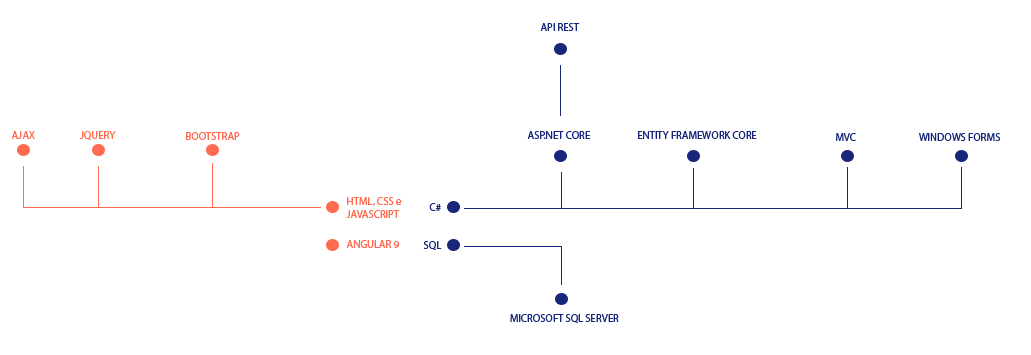 API REST
AJAX
JQUERY
BOOTSTRAP
ASP.NET CORE
ENTITY FRAMEWORK CORE
MVC
WINDOWS FORMS
HTML, CSS e
JAVASCRIPT
C#
ANGULAR 9
SQL
MICROSOFT SQL SERVER